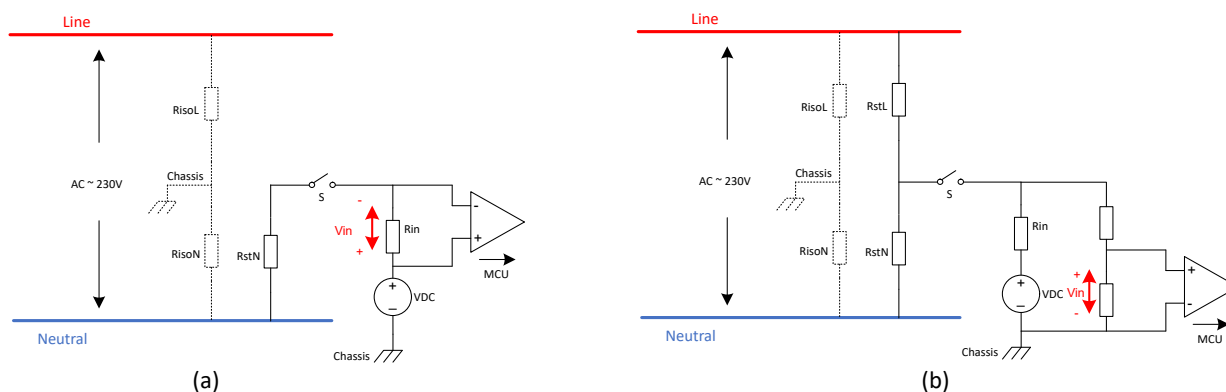 Line
RisoL
Chassis
AC ~ 230V
S
-
Vin
+
Rin
-
+
MCU
RisoN
RstN
+
−
VDC
Neutral
Chassis
(a)
Line
RisoL
RstL
Chassis
AC ~ 230V
S
RisoN
RstN
Rin
+
−
VDC
+
Vin
-
+
-
MCU
Neutral
Chassis
(b)